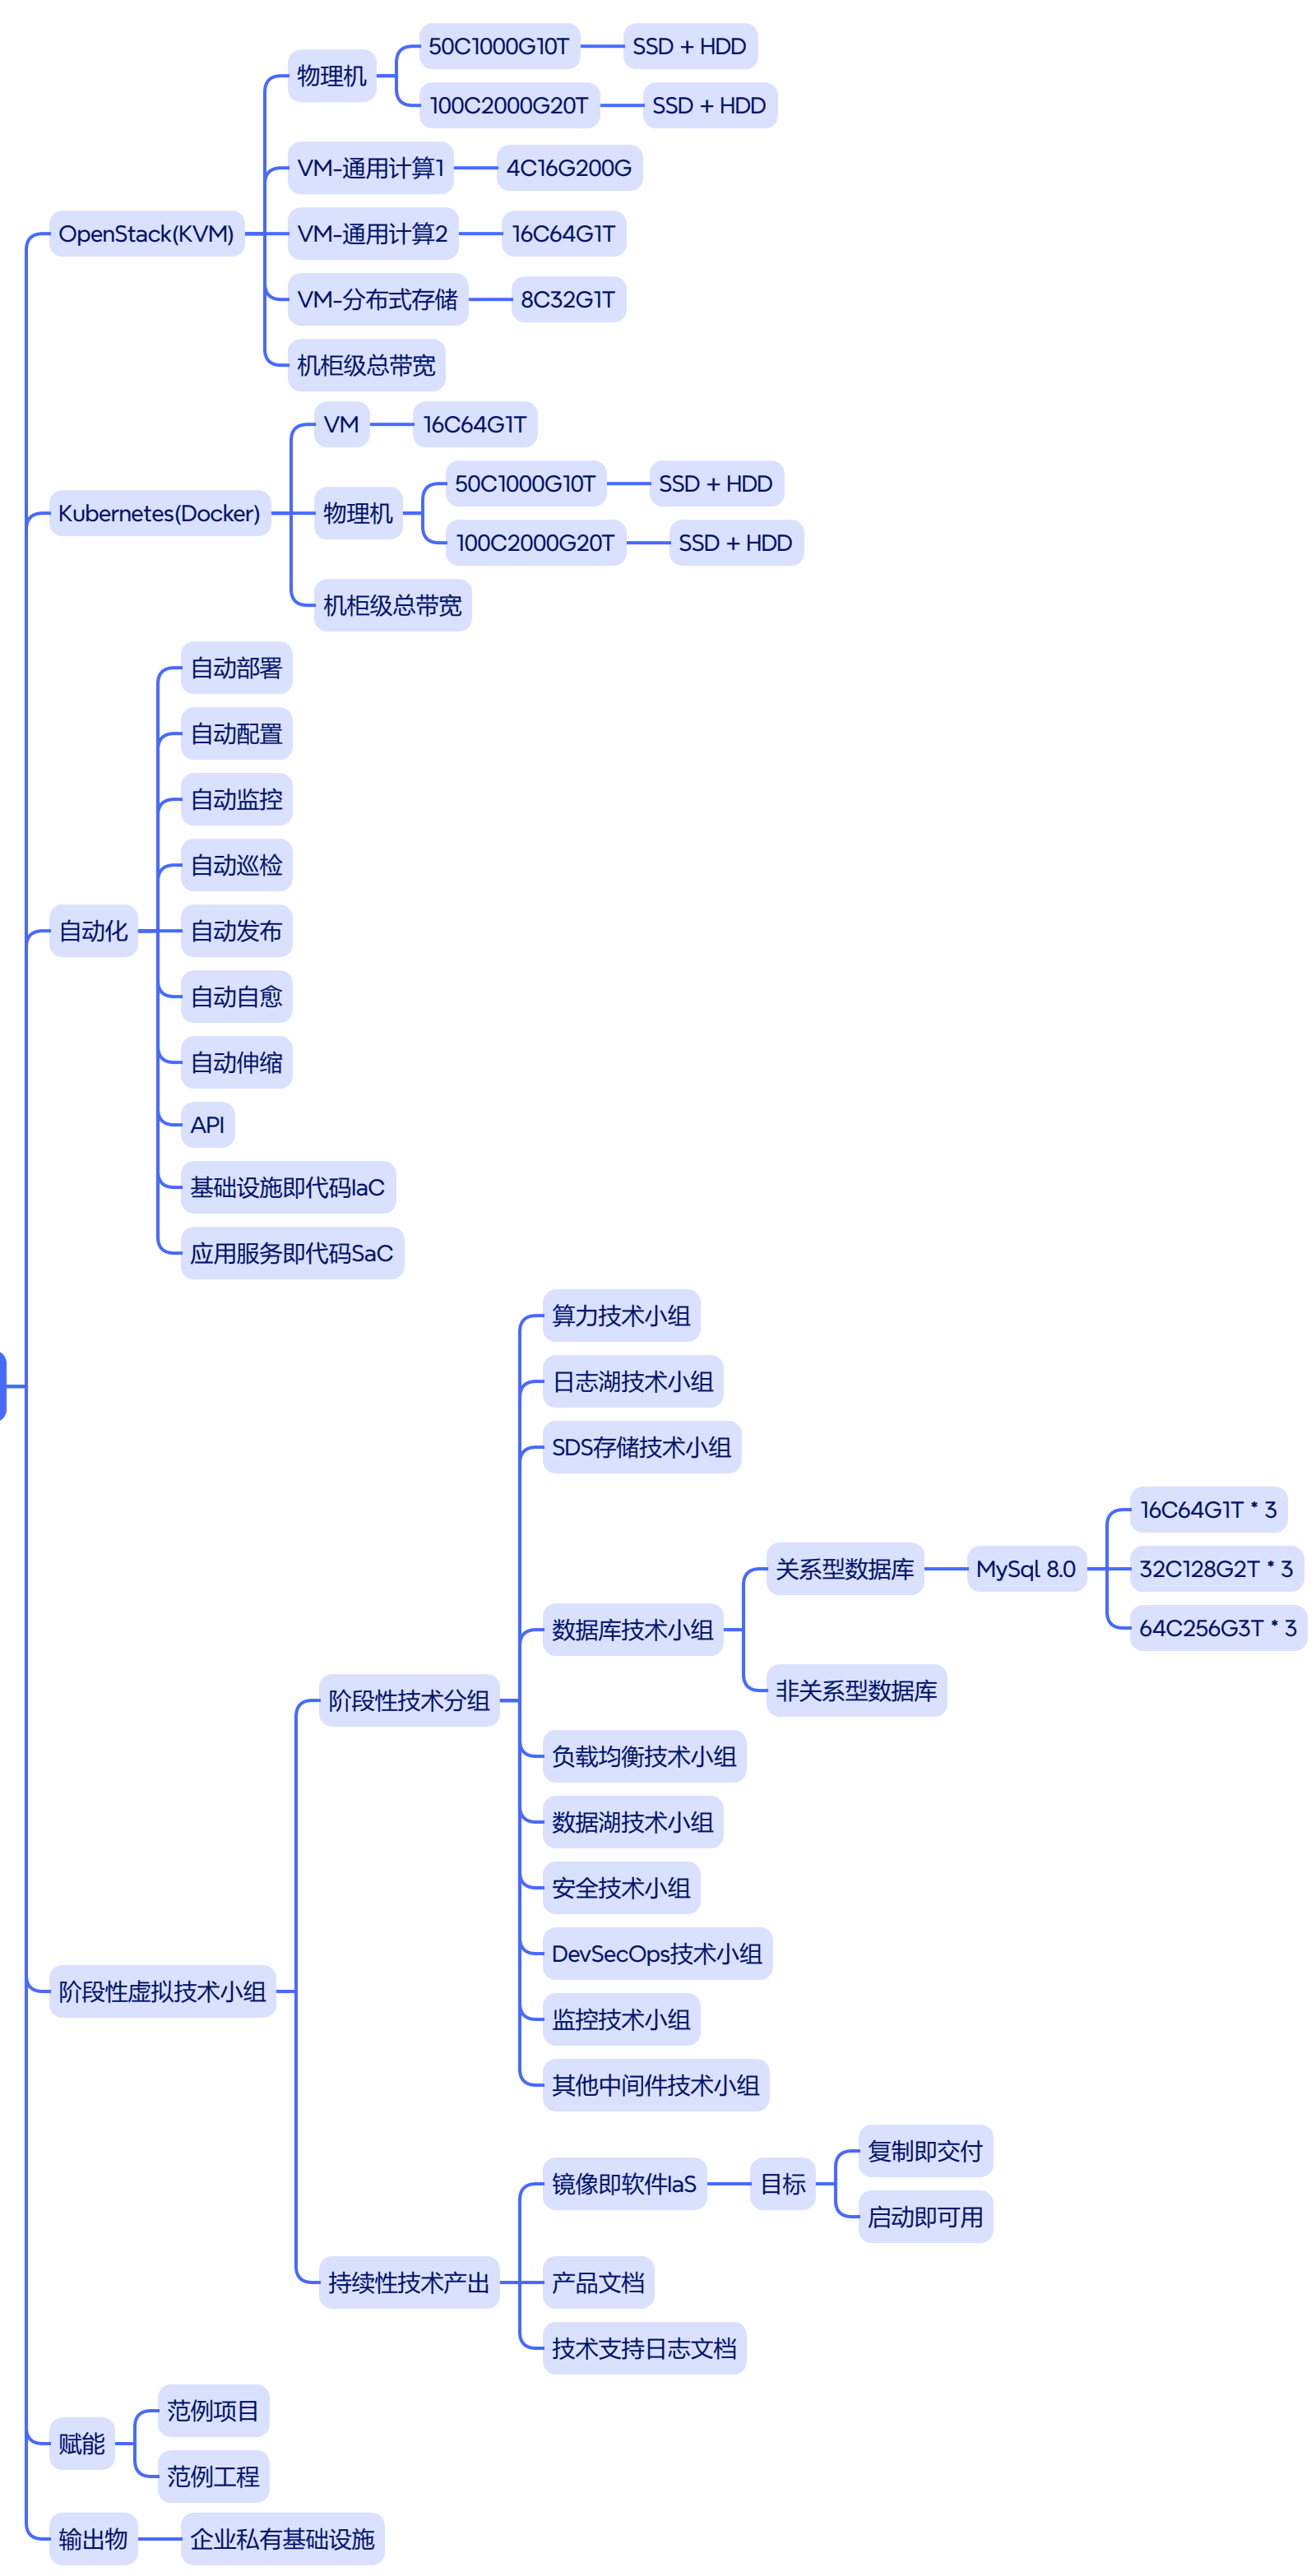 50C1000G10T
SSD + HDD
物理机
100C2000G20T
SSD + HDD
VM-通用计算1
4C16G200G
OpenStack(KVM)
VM-通用计算2
16C64G1T
VM-分布式存储
8C32G1T
机柜级总带宽
VM
16C64G1T
50C1000G10T
SSD + HDD
Kubernetes(Docker)
物理机
100C2000G20T
SSD + HDD
机柜级总带宽
自动部署
自动配置
自动监控
自动巡检
自动化
自动发布
自动自愈
自动伸缩
API
基础设施即代码IaC
应用服务即代码SaC
算力技术小组
日志湖技术小组
SDS存储技术小组
16C64G1T * 3
关系型数据库
MySql 8.0
32C128G2T * 3
数据库技术小组
64C256G3T * 3
非关系型数据库
阶段性技术分组
负载均衡技术小组
数据湖技术小组
安全技术小组
DevSecOps技术小组
阶段性虚拟技术小组
监控技术小组
其他中间件技术小组
复制即交付
镜像即软件IaS
目标
启动即可用
持续性技术产出
产品文档
技术支持日志文档
范例项目
赋能
范例工程
输出物
企业私有基础设施